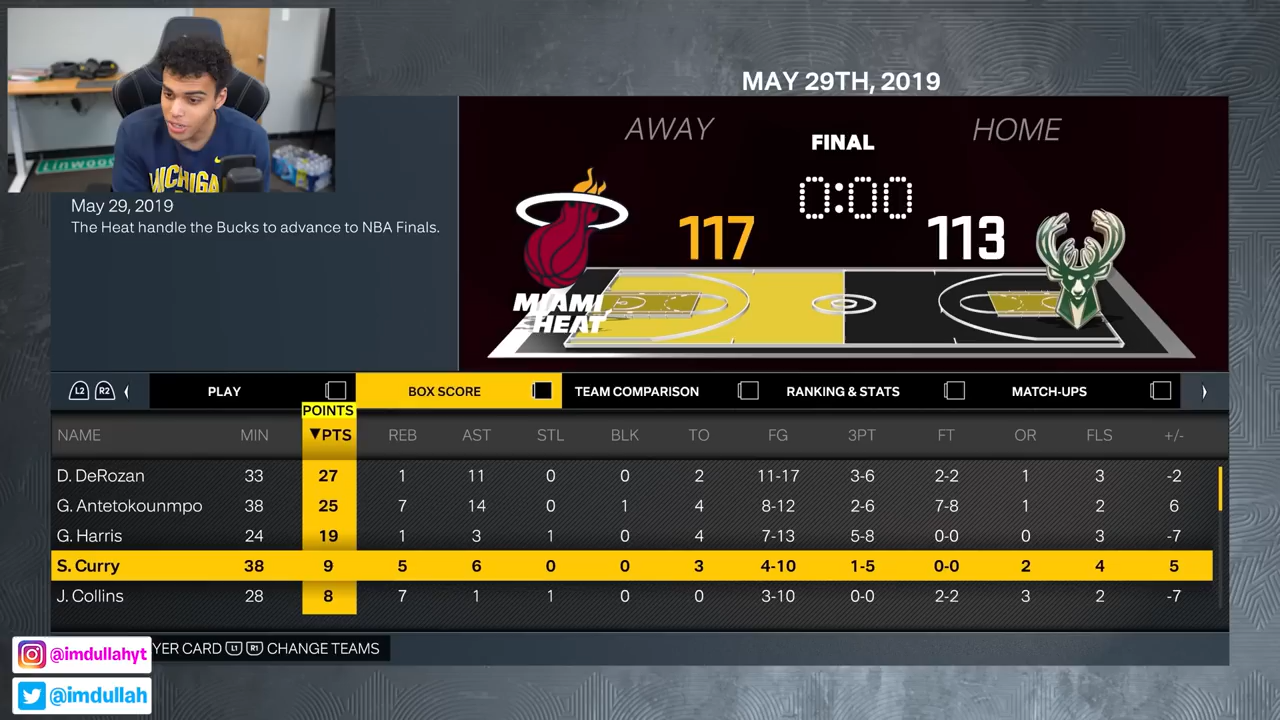 Linwood
MICHIGA
MAY 29TH, 2019
AWAY
HOME
FINAL
0:00
117
113
MIAMI
HEAT
May 29, 2019
The Heat handle the Bucks to advance to NBA Finals.
L2 R2 PLAY BOX SCORE TEAM COMPARISON RANKING & STATS MATCH-UPS
POINTS
NAME MIN ▼PTS REB AST STL BLK TO FG 3PT FT OR FLS +/-
D. DeRozan 33 27 1 11 0 0 2 11-17 3-6 2-2 1 3 -2
G. Antetokounmpo 38 25 7 14 0 1 4 8-12 2-6 7-8 1 2 6
G. Harris 24 19 1 3 1 0 4 7-13 5-8 0-0 0 3 -7
S. Curry 38 9 5 6 0 0 3 4-10 1-5 0-0 2 4 5
J. Collins 28 8 7 1 1 0 0 3-10 0-0 2-2 3 2 -7
YER CARD L1 R1 CHANGE TEAMS
@imdullahyt
@imdullah